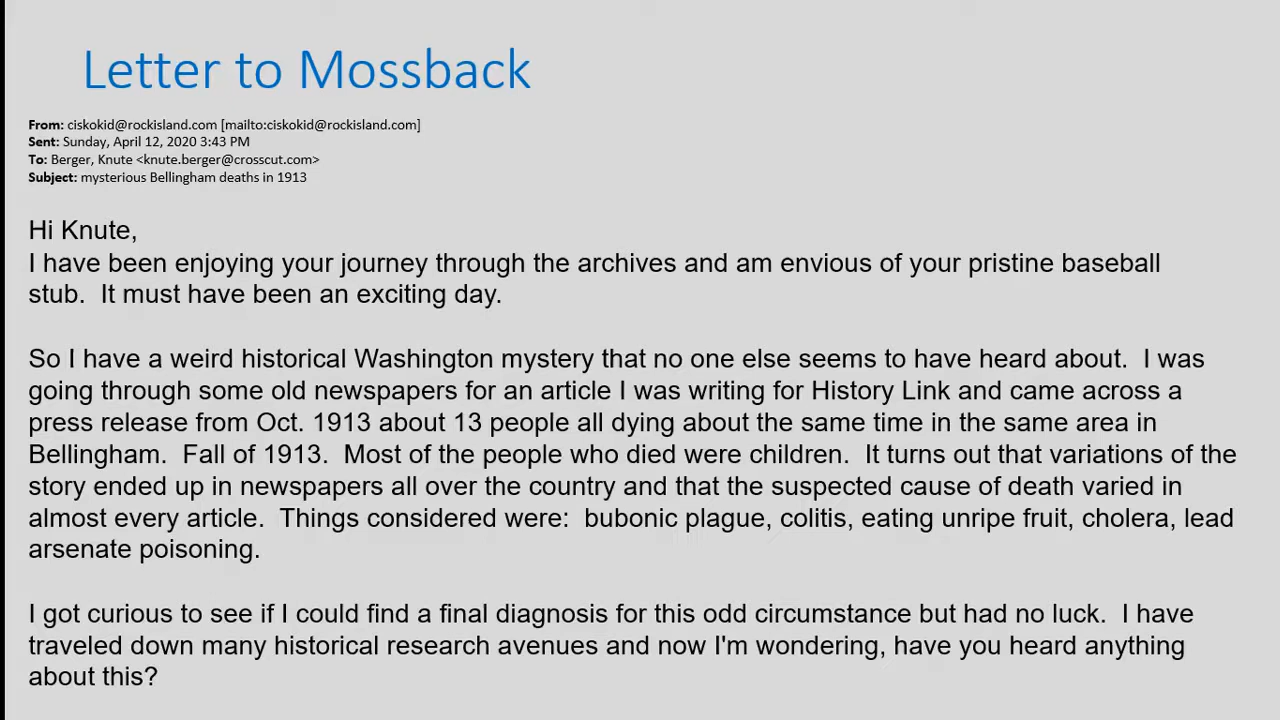 Letter to Mossback
From: ciskokid@rockisland.com [mailto:ciskokid@rockisland.com]
Sent: Sunday, April 12, 2020 3:43 PM
To: Berger, Knute <knute.berger@crosscut.com>
Subject: mysterious Bellingham deaths in 1913
Hi Knute,
I have been enjoying your journey through the archives and am envious of your pristine baseball
stub.  It must have been an exciting day.
So I have a weird historical Washington mystery that no one else seems to have heard about.  I was
going through some old newspapers for an article I was writing for History Link and came across a
press release from Oct. 1913 about 13 people all dying about the same time in the same area in
Bellingham.  Fall of 1913.  Most of the people who died were children.  It turns out that variations of the
story ended up in newspapers all over the country and that the suspected cause of death varied in
almost every article.  Things considered were:  bubonic plague, colitis, eating unripe fruit, cholera, lead
arsenate poisoning.
I got curious to see if I could find a final diagnosis for this odd circumstance but had no luck.  I have
traveled down many historical research avenues and now I'm wondering, have you heard anything
about this?